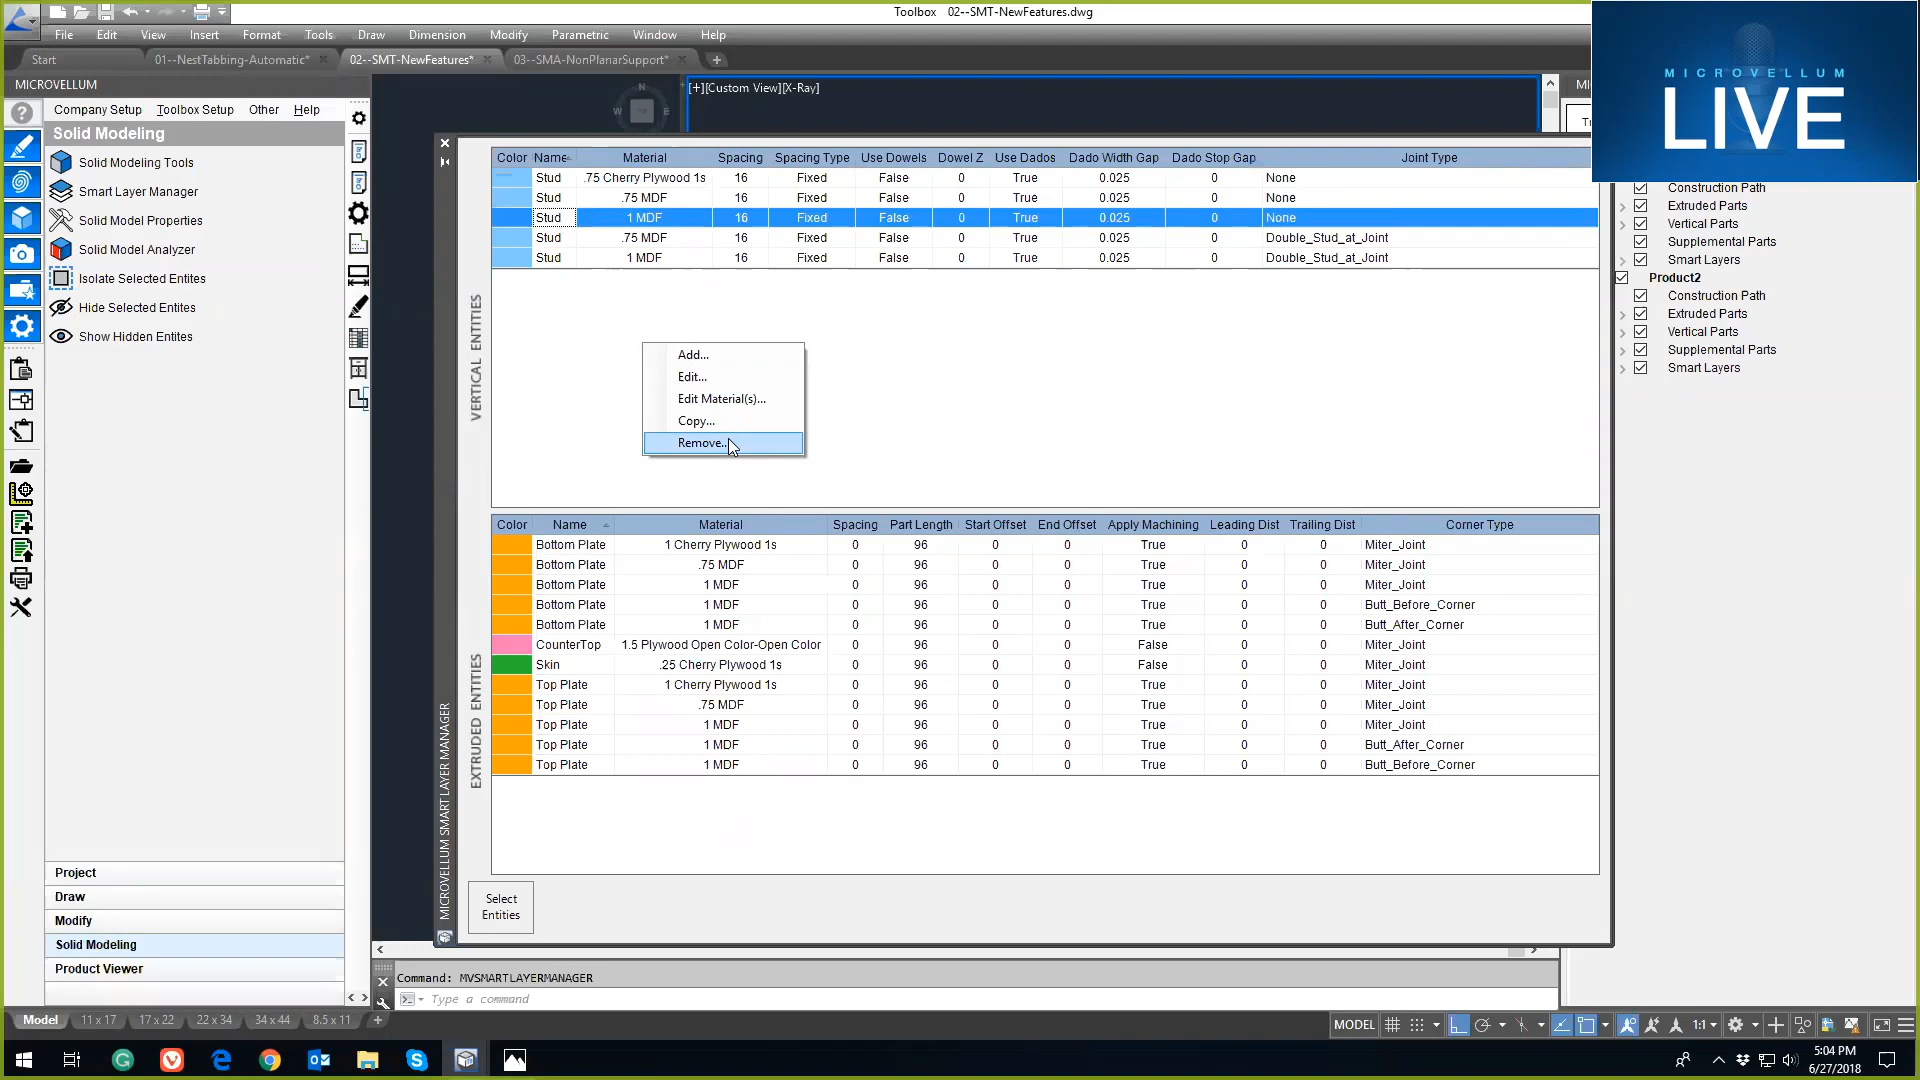 Toolbox 02--SMT-NewFeatures.dwg
File Edit View Insert Format Tools Draw Dimension Modify Parametric Window Help
Start 01--NestTabbing-Automatic* 02--SMT-NewFeatures* 03--SMA-NonPlanarSupport*
MICROVELLUM
LIVE
MICROVELLUM
Company Setup Toolbox Setup Other Help
Solid Modeling
Solid Modeling Tools
Smart Layer Manager
Solid Model Properties
Solid Model Analyzer
Isolate Selected Entites
Hide Selected Entites
Show Hidden Entites
Project
Draw
Modify
Solid Modeling
Product Viewer
N
W
E
[+][Custom View][X-Ray]
Color Name Material Spacing Spacing Type Use Dowels Dowel Z Use Dados Dado Width Gap Dado Stop Gap Joint Type
Stud .75 Cherry Plywood 1s 16 Fixed False 0 True 0.025 0 None
Stud .75 MDF 16 Fixed False 0 True 0.025 0 None
Stud 1 MDF 16 Fixed False 0 True 0.025 0 None
Stud .75 MDF 16 Fixed False 0 True 0.025 0 Double_Stud_at_Joint
Stud 1 MDF 16 Fixed False 0 True 0.025 0 Double_Stud_at_Joint
VERTICAL ENTITIES
Add...
Edit...
Edit Material(s)...
Copy...
Remove...
Color Name Material Spacing Part Length Start Offset End Offset Apply Machining Leading Dist Trailing Dist Corner Type
Bottom Plate 1 Cherry Plywood 1s 0 96 0 0 True 0 0 Miter_Joint
Bottom Plate .75 MDF 0 96 0 0 True 0 0 Miter_Joint
Bottom Plate 1 MDF 0 96 0 0 True 0 0 Miter_Joint
Bottom Plate 1 MDF 0 96 0 0 True 0 0 Butt_Before_Corner
Bottom Plate 1 MDF 0 96 0 0 True 0 0 Butt_After_Corner
CounterTop 1.5 Plywood Open Color-Open Color 0 96 0 0 False 0 0 Miter_Joint
Skin .25 Cherry Plywood 1s 0 96 0 0 False 0 0 Miter_Joint
Top Plate 1 Cherry Plywood 1s 0 96 0 0 True 0 0 Miter_Joint
Top Plate .75 MDF 0 96 0 0 True 0 0 Miter_Joint
Top Plate 1 MDF 0 96 0 0 True 0 0 Miter_Joint
Top Plate 1 MDF 0 96 0 0 True 0 0 Butt_After_Corner
Top Plate 1 MDF 0 96 0 0 True 0 0 Butt_Before_Corner
EXTRUDED ENTITIES
MICROVELLUM SMART LAYER MANAGER
Select
Entities
Construction Path
Extruded Parts
Vertical Parts
Supplemental Parts
Smart Layers
Product2
Construction Path
Extruded Parts
Vertical Parts
Supplemental Parts
Smart Layers
Command: MVSMARTLAYERMANAGER
Type a command
Model 11 x 17 17 x 22 22 x 34 34 x 44 8.5 x 11
MODEL 1:1
5:04 PM
6/27/2018